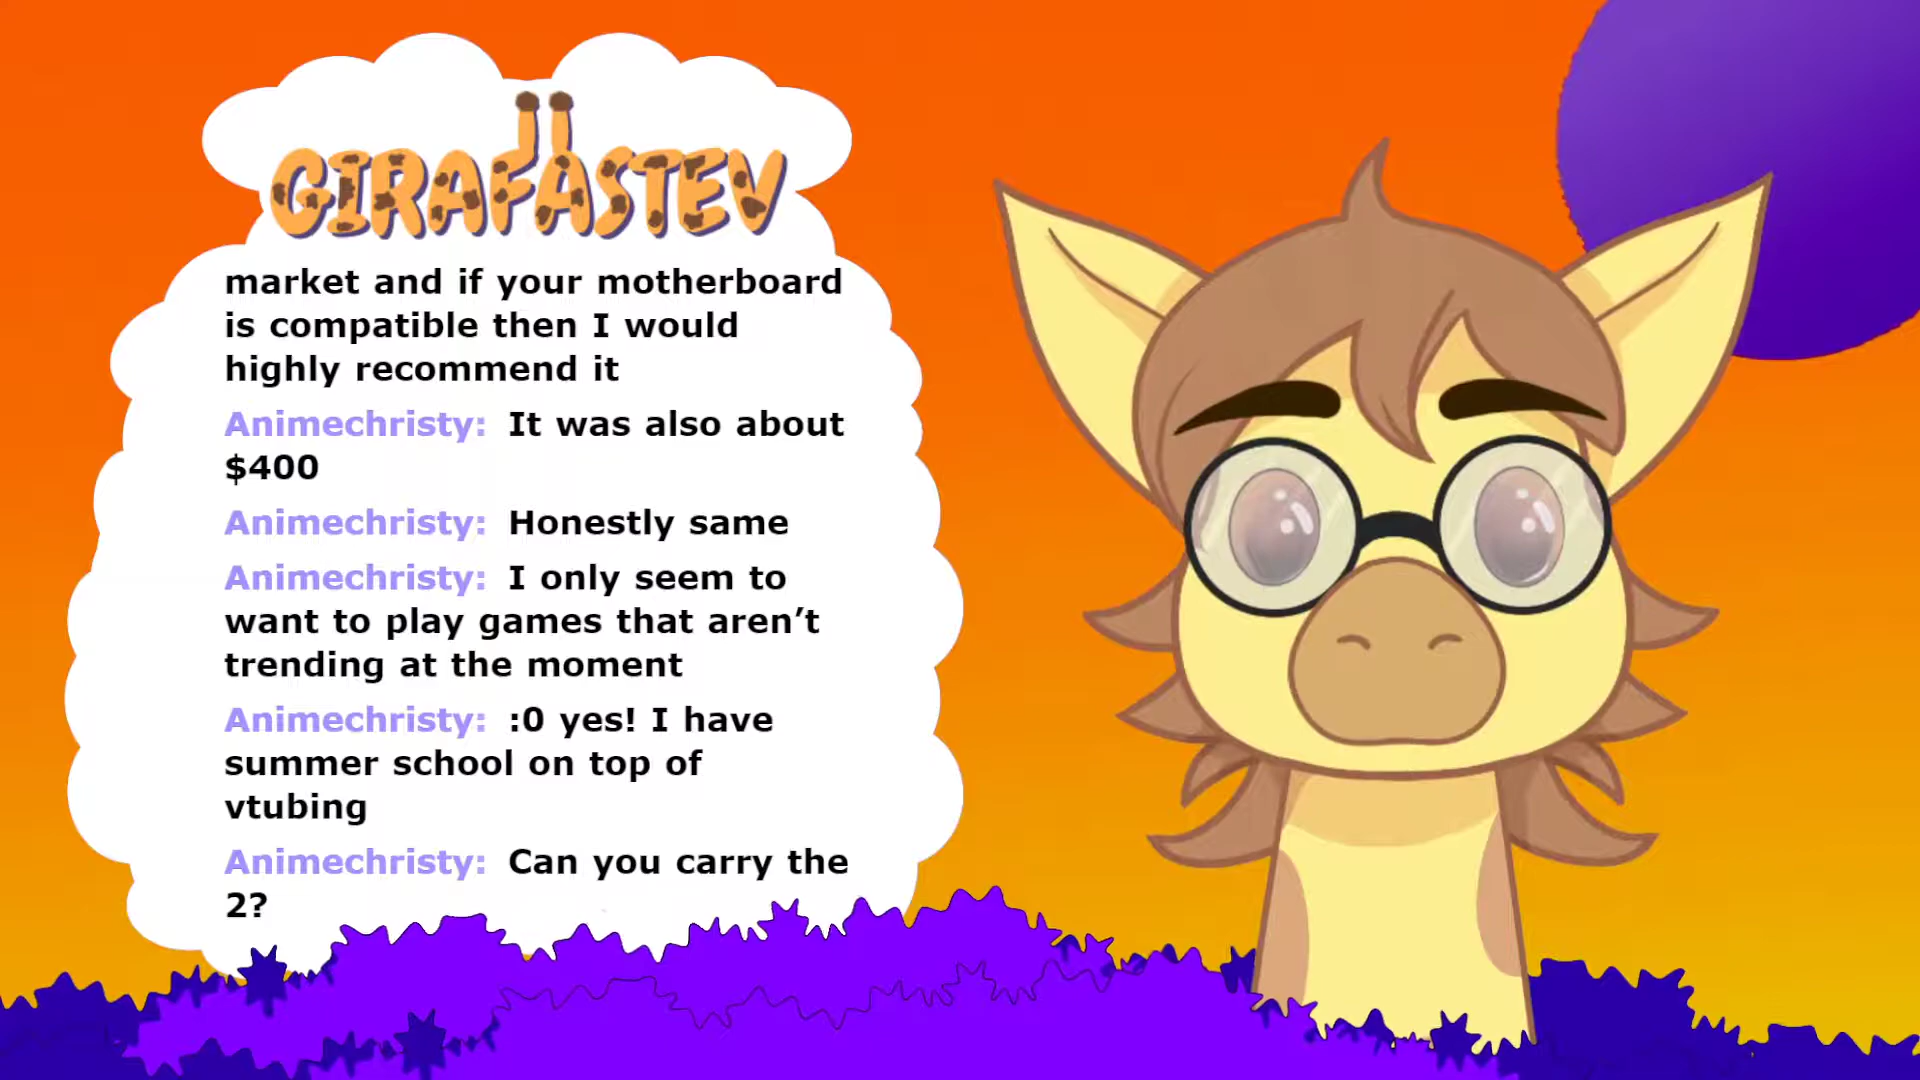 GIRAFASTEV
market and if your motherboard
is compatible then I would
highly recommend it
Animechristy: It was also about
$400
Animechristy: Honestly same
Animechristy: I only seem to
want to play games that aren’t
trending at the moment
Animechristy: :0 yes! I have
summer school on top of
vtubing
Animechristy: Can you carry the
2?